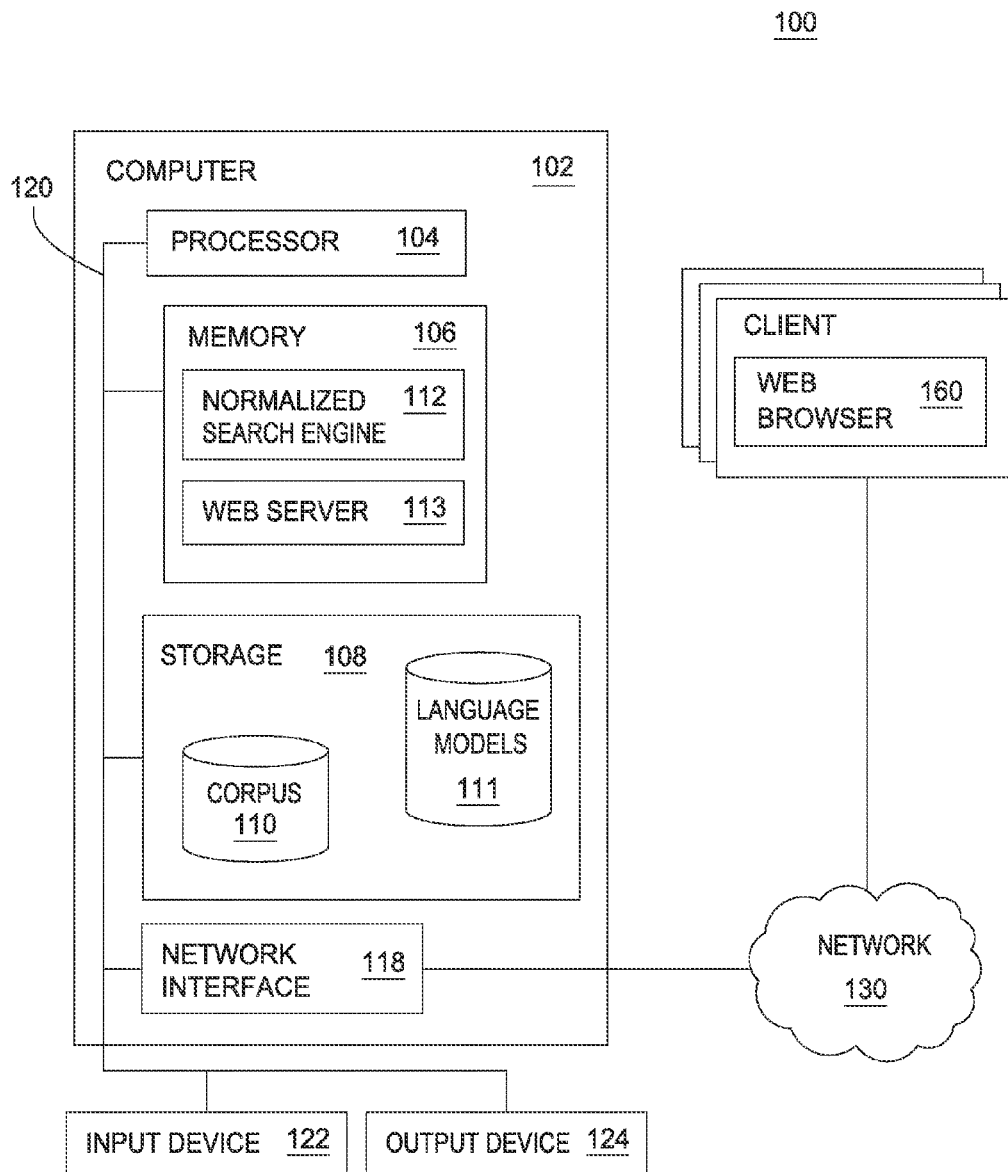 100
COMPUTER 102
120
PROCESSOR 104
MEMORY 106
NORMALIZED 112
SEARCH ENGINE
WEB SERVER 113
CLIENT
WEB 160
BROWSER
STORAGE 108
LANGUAGE
MODELS
111
CORPUS
110
NETWORK 118
INTERFACE
NETWORK
130
INPUT DEVICE 122
OUTPUT DEVICE 124